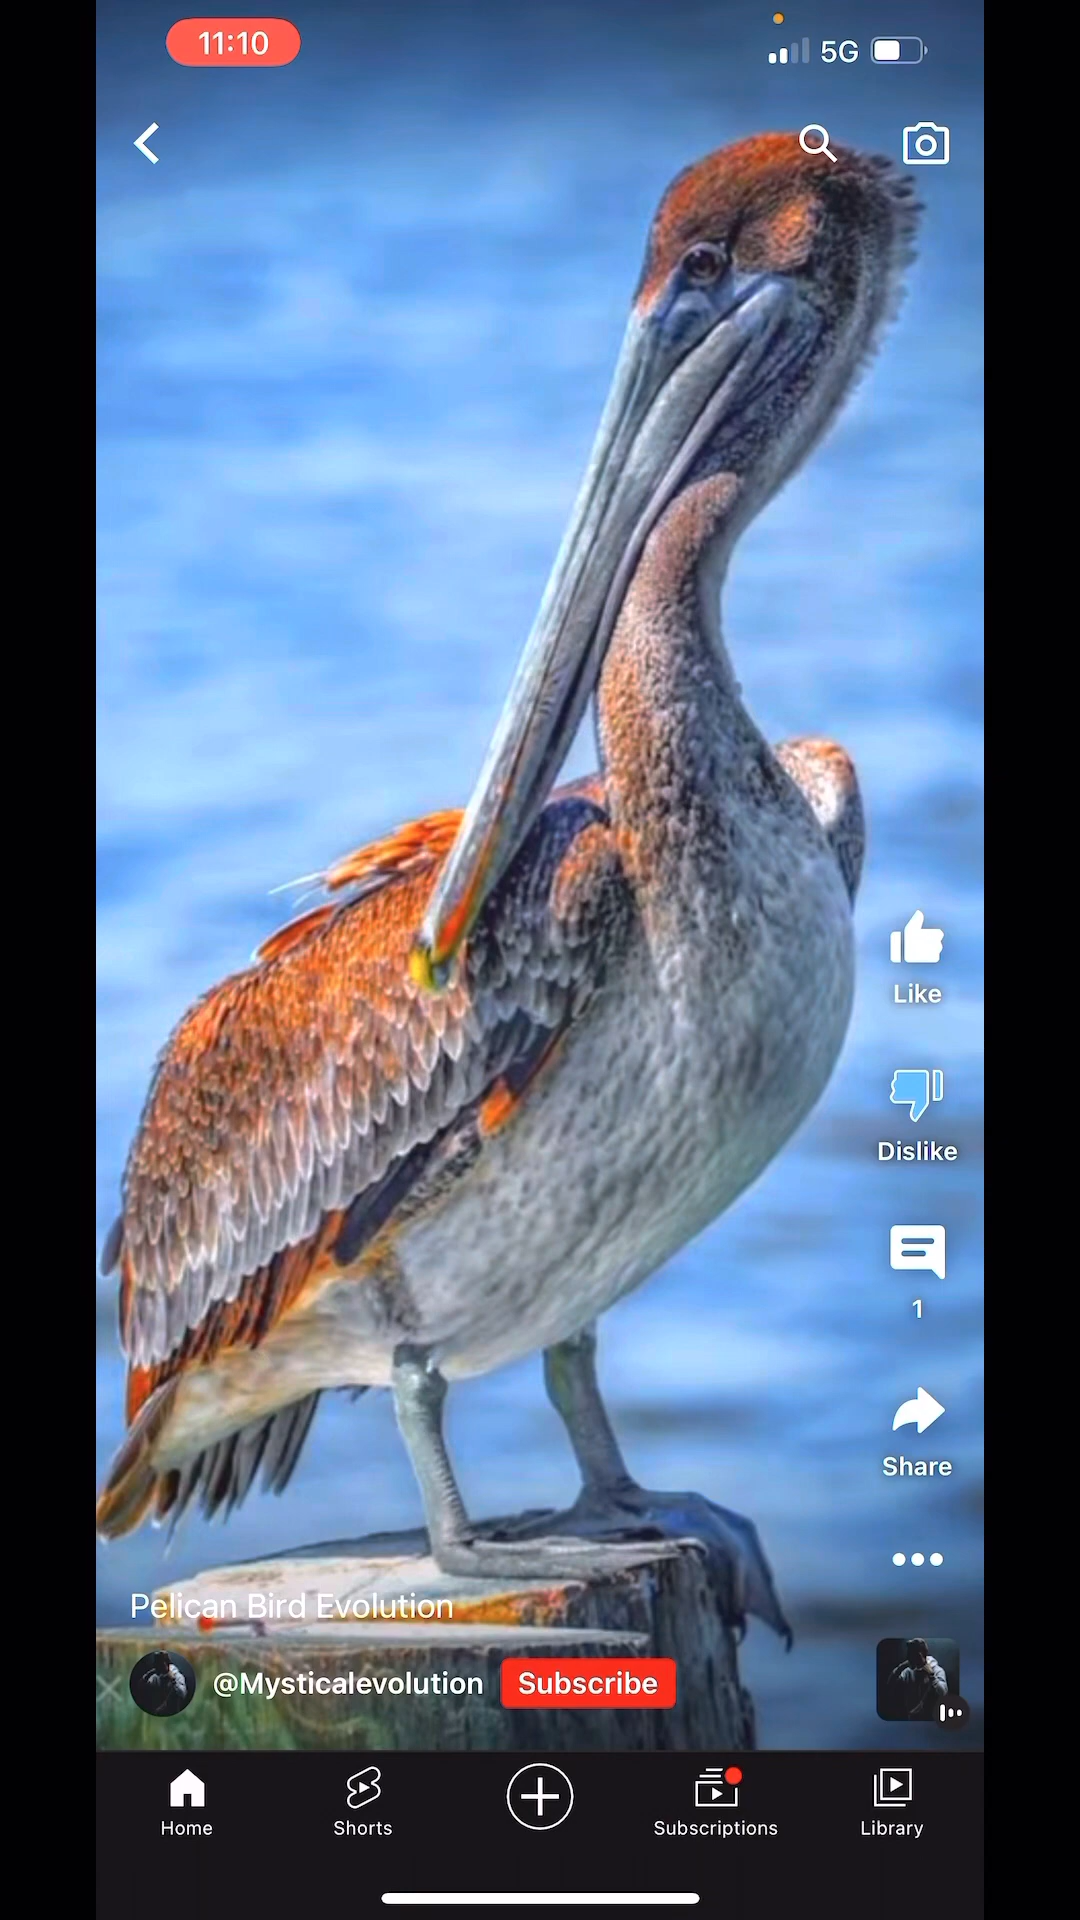 11:10
5G
Like
Dislike
1
Share
Pelican Bird Evolution
@Mysticalevolution Subscribe
Home Shorts Subscriptions Library